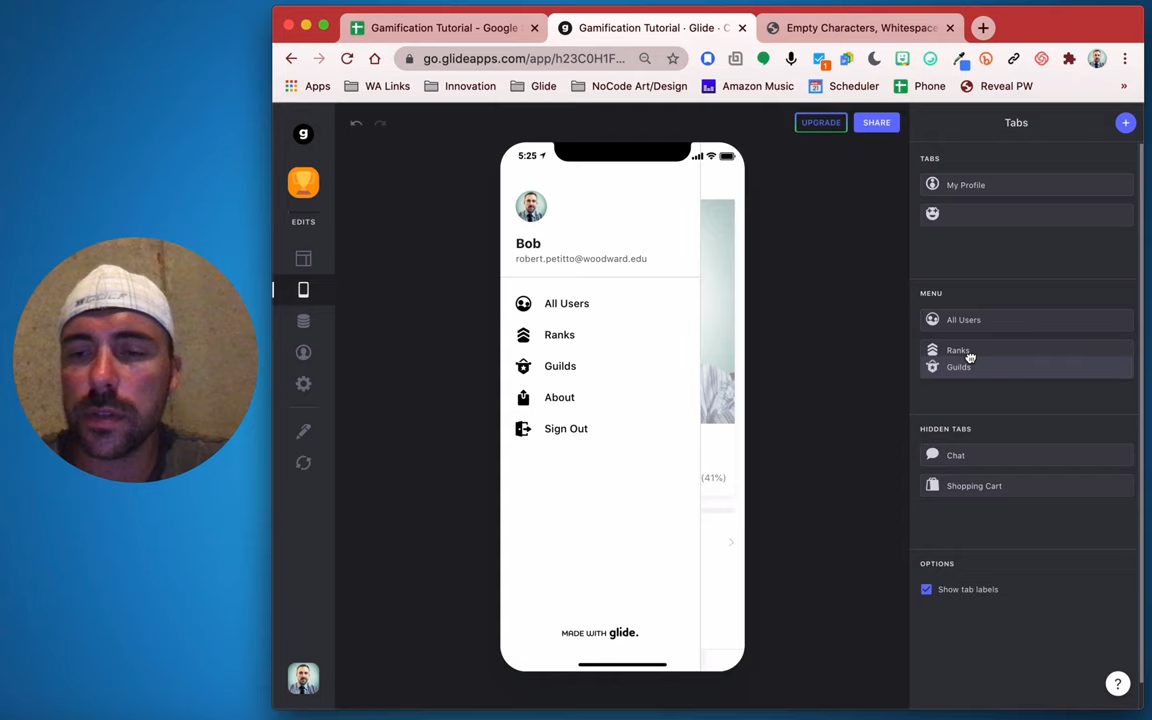 Gamification Tutorial - Google
Gamification Tutorial · Glide · C
Empty Characters, Whitespace
go.glideapps.com/app/h23C0H1F...
Apps
WA Links
Innovation
Glide
NoCode Art/Design
Amazon Music
Scheduler
Phone
Reveal PW
»
g
EDITS
UPGRADE
SHARE
Tabs
+
5:25
Bob
robert.petitto@woodward.edu
All Users
Ranks
Guilds
About
Sign Out
(41%)
MADE WITH glide.
TABS
My Profile
MENU
All Users
Ranks
Guilds
HIDDEN TABS
Chat
Shopping Cart
OPTIONS
Show tab labels
?